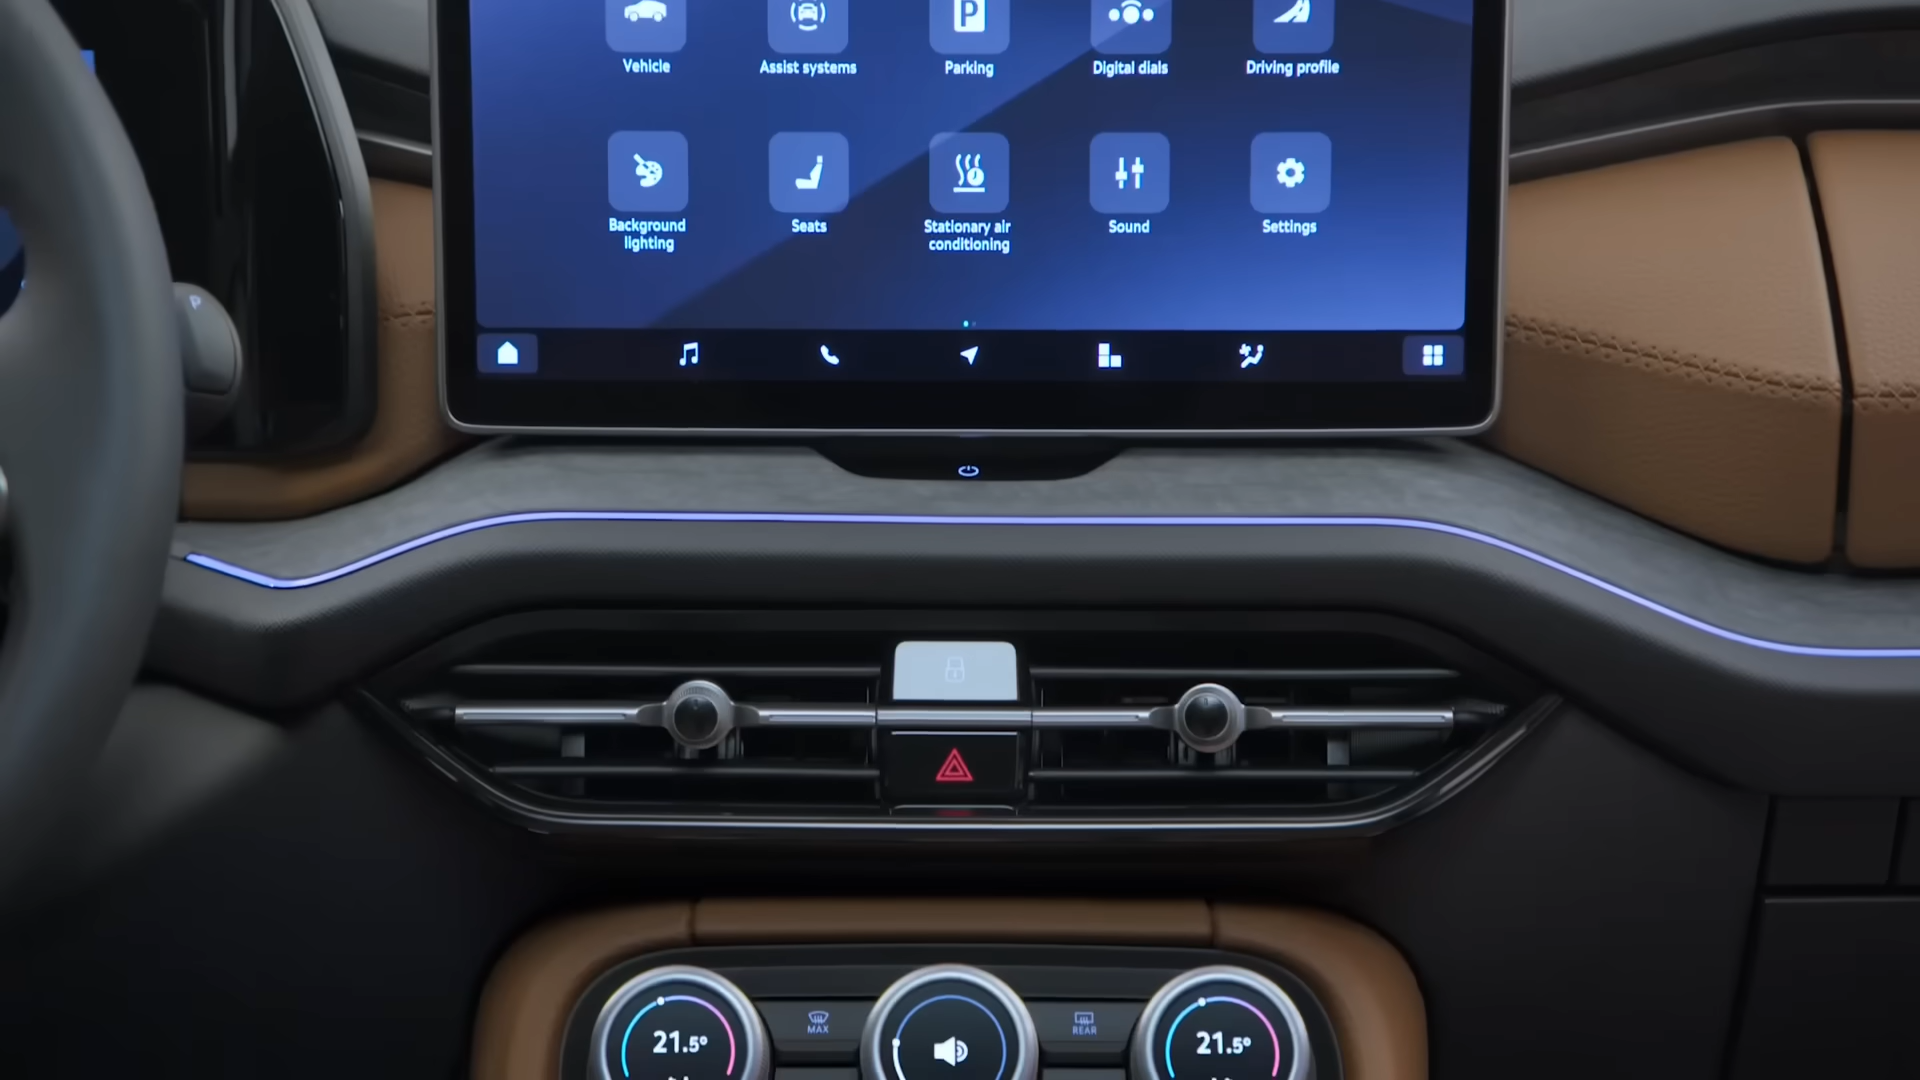 P
Vehicle
Assist systems
Parking
Digital dials
Driving profile
Background
lighting
Seats
Stationary air
conditioning
Sound
Settings
P
21.5°
MAX
REAR
21.5°